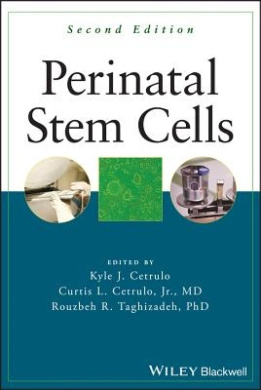 Second Edition
Perinatal
Stem Cells
EDITED BY
Kyle J. Cetrulo
Curtis L. Cetrulo, Jr., MD
Rouzbeh R. Taghizadeh, PhD
WILEY Blackwell